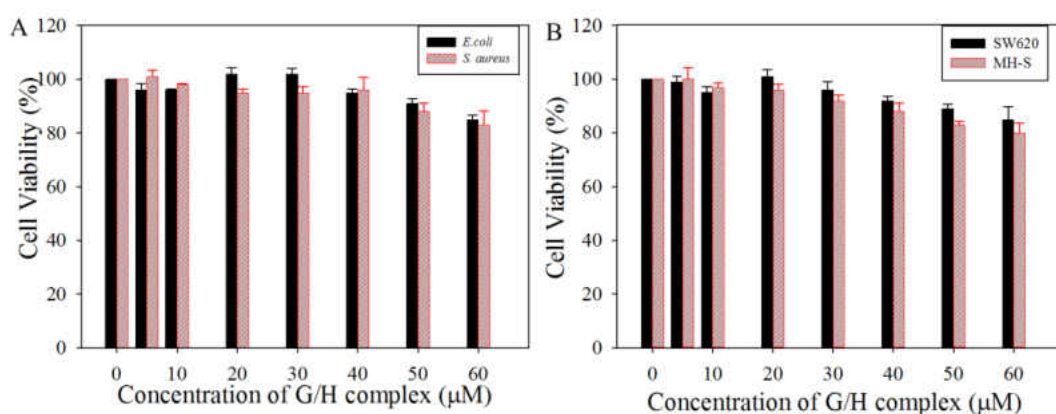 A
120
100
80
60
40
20
0
Cell Viability (%)
E.coli
S. aureus
0 10 20 30 40 50 60
Concentration of G/H complex (μM)
B
120
100
80
60
40
20
0
Cell Viability (%)
SW620
MH-S
0 10 20 30 40 50 60
Concentration of G/H complex (μM)